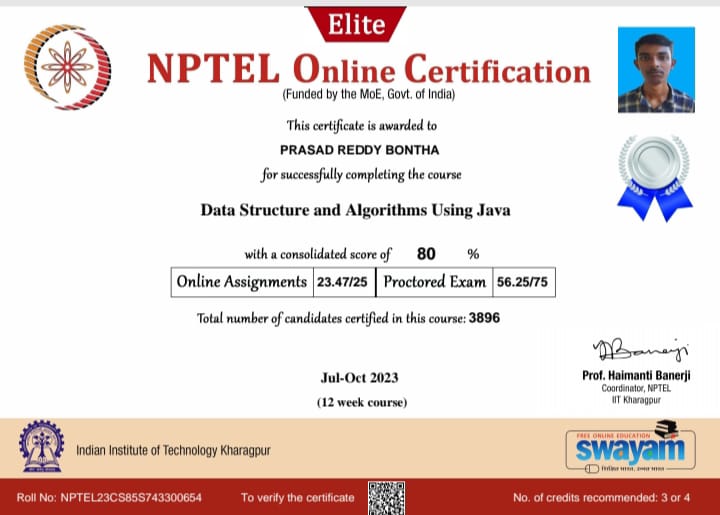 Elite
NPTEL Online Certification
(Funded by the MoE, Govt. of India)
This certificate is awarded to
PRASAD REDDY BONTHA
for successfully completing the course
Data Structure and Algorithms Using Java
with a consolidated score of 80 %
Online Assignments 23.47/25 Proctored Exam 56.25/75
Total number of candidates certified in this course: 3896
Jul-Oct 2023
(12 week course)
Prof. Haimanti Banerji
Coordinator, NPTEL
IIT Kharagpur
Indian Institute of Technology Kharagpur
FREE ONLINE EDUCATION
swayam
शिक्षित भारत, उन्नत भारत
Roll No: NPTEL23CS85S743300654
To verify the certificate
No. of credits recommended: 3 or 4